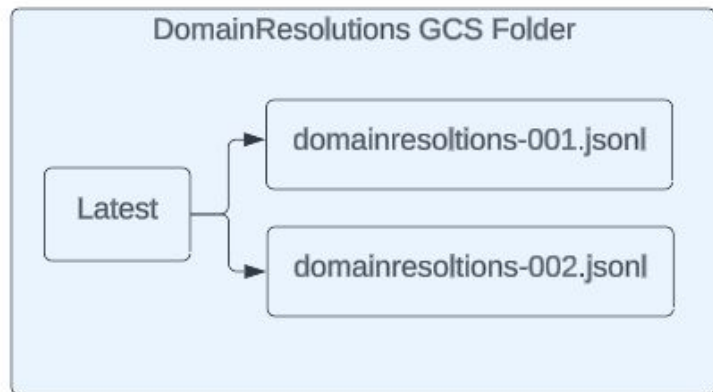 DomainResolutions GCS Folder
domainresoltions-001.jsonl
Latest
domainresoltions-002.jsonl